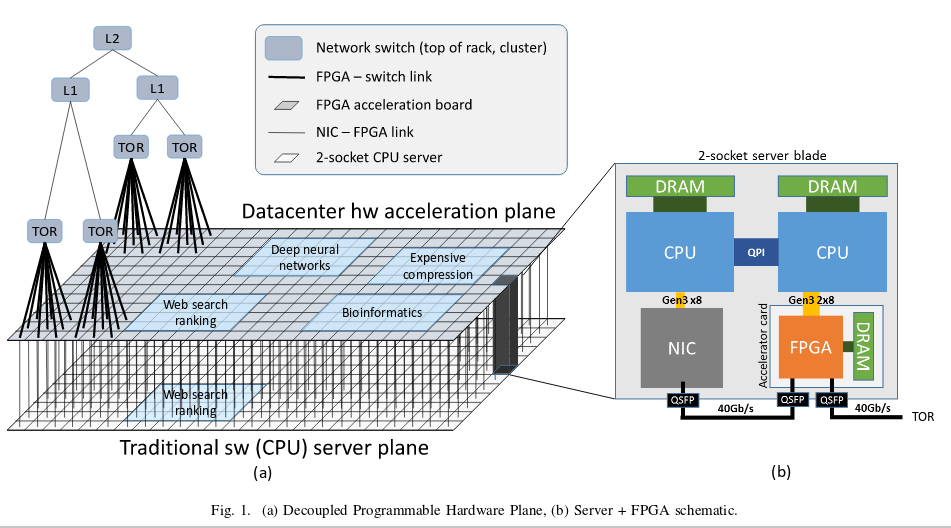 L2
L1
L1
TOR
TOR
TOR
TOR
Network switch (top of rack, cluster)
FPGA – switch link
FPGA acceleration board
NIC – FPGA link
2-socket CPU server
Datacenter hw acceleration plane
Deep neural
networks
Expensive
compression
Web search
ranking
Bioinformatics
Web search
ranking
Traditional sw (CPU) server plane
(a)
2-socket server blade
DRAM
DRAM
CPU
QPI
CPU
Gen3 x8
Gen3 2x8
NIC
Accelerator card
FPGA
DRAM
QSFP
QSFP
QSFP
40Gb/s
40Gb/s
TOR
(b)
Fig. 1. (a) Decoupled Programmable Hardware Plane, (b) Server + FPGA schematic.